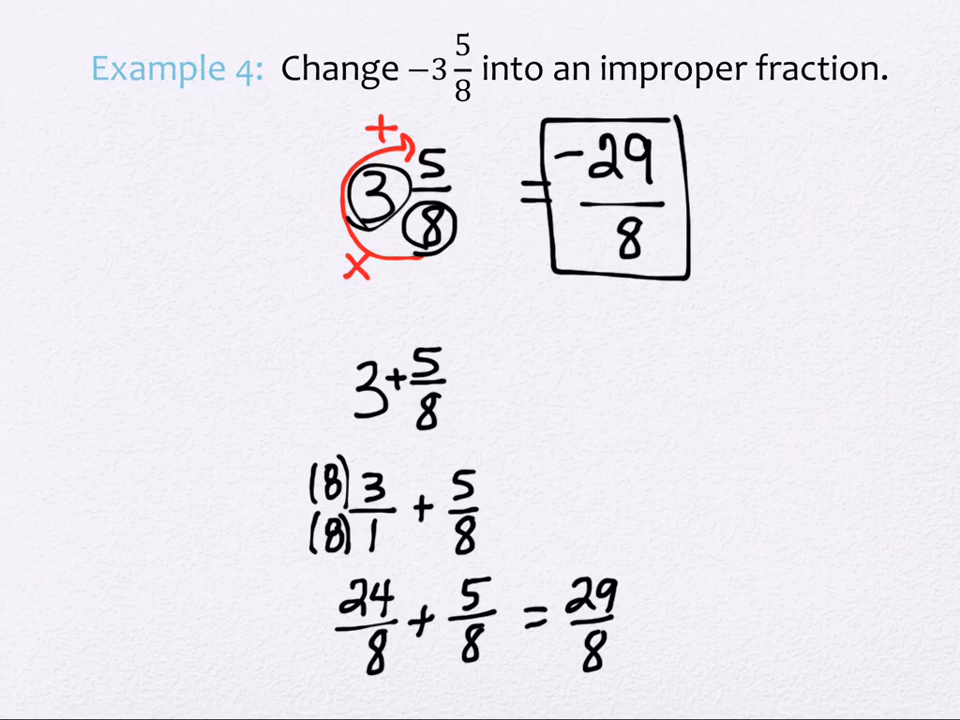 Example 4: Change −3 5/8 into an improper fraction.
+
3 5/8 = -29/8
x
3 + 5/8
(8)3/(8)1 + 5/8
24/8 + 5/8 = 29/8